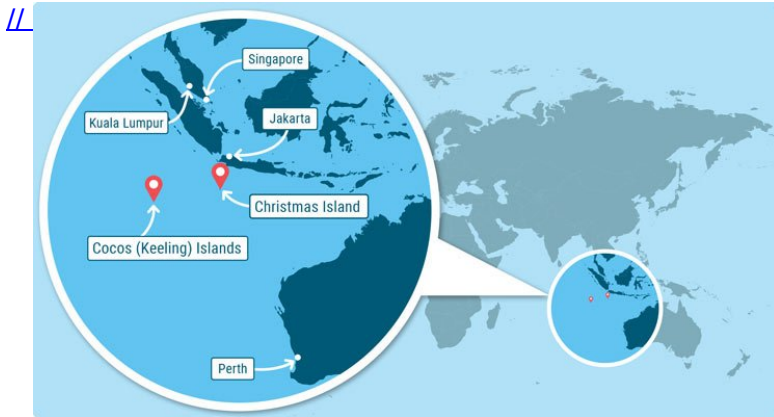 //
Singapore
Kuala Lumpur
Jakarta
Christmas Island
Cocos (Keeling) Islands
Perth